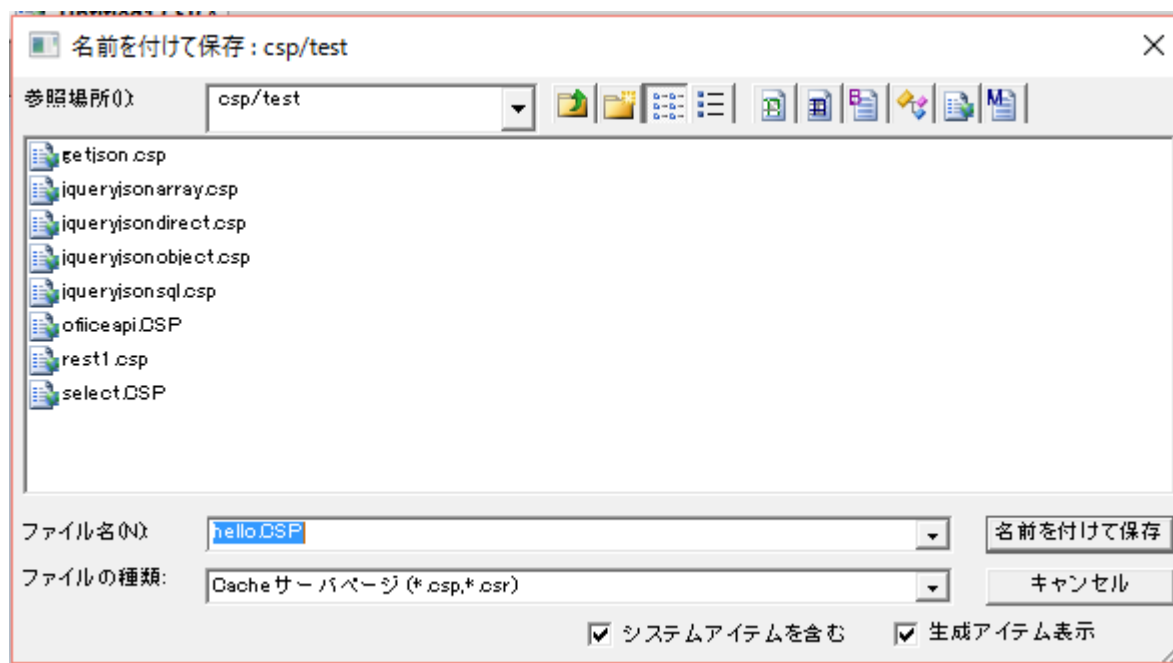 Untitled1.CSP
名前を付けて保存 : csp/test
参照場所(I):
csp/test
getjson.csp
jqueryjsonarray.csp
jqueryjsondirect.csp
jqueryjsonobject.csp
jqueryjsonsql.csp
ofiiceapi.CSP
rest1.csp
select.CSP
ファイル名(N):
hello.CSP
名前を付けて保存
ファイルの種類:
Cacheサーバページ (*.csp,*.csr)
キャンセル
システムアイテムを含む
生成アイテム表示